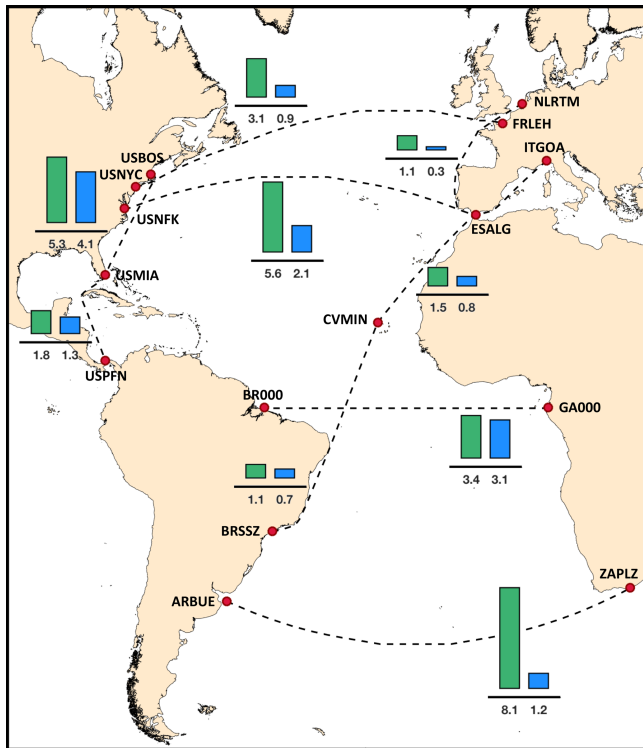 3.1 0.9
NLRTM
FRLEH
1.1 0.3
ITGOA
USBOS
USNYC
USNFK
5.3 4.1
5.6 2.1
ESALG
USMIA
1.5 0.8
CVMIN
1.8 1.3
USPFN
BR000
GA000
3.4 3.1
1.1 0.7
BRSSZ
ZAPLZ
ARBUE
8.1 1.2